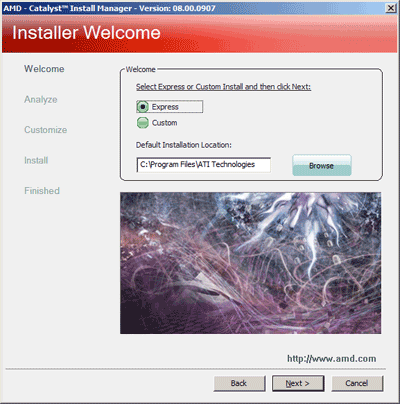 AMD - Catalyst™ Install Manager - Version: 08.00.0907
Installer Welcome
Welcome
Analyze
Customize
Install
Finished
Welcome
Select Express or Custom Install and then click Next:
Express
Custom
Default Installation Location:
C:\Program Files\ATI Technologies
Browse
http://www.amd.com
Back
Next >
Cancel